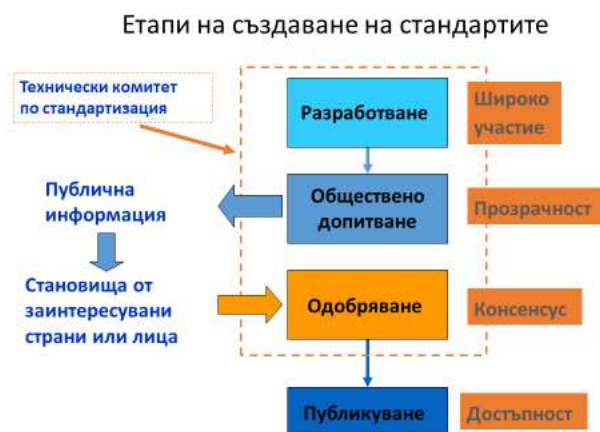 Етапи на създаване на стандартите
Технически комитет
по стандартизация
Разработване
Широко
участие
Публична
информация
Обществено
допитване
Прозрачност
Становища от
заинтересувани
страни или лица
Одобряване
Консенсус
Публикуване
Достъпност